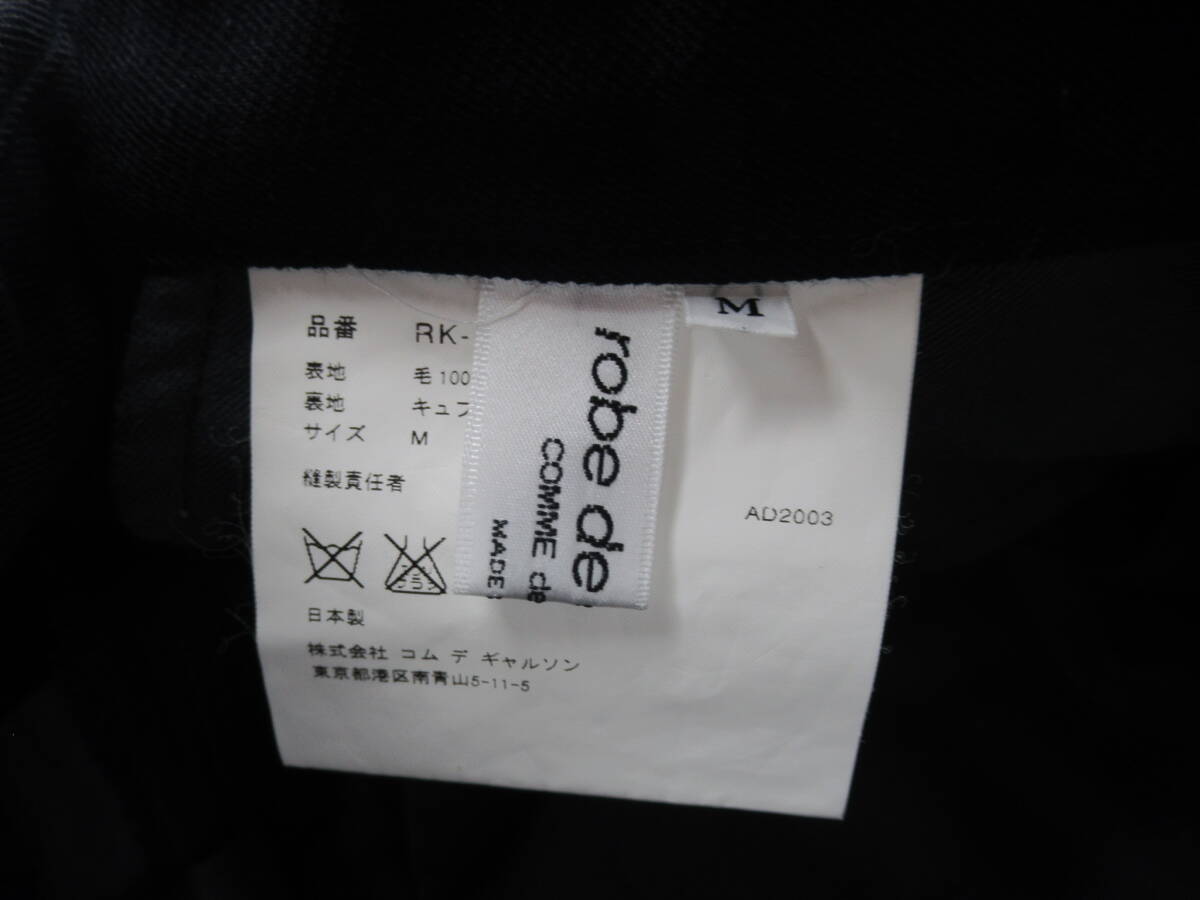 品番 RK-
表地 毛100
裏地 キュプ
サイズ M
縫製責任者
日本製
株式会社 コム デ ギャルソン
東京都港区南青山5-11-5
robe de
COMME de
MADE
M
AD2003